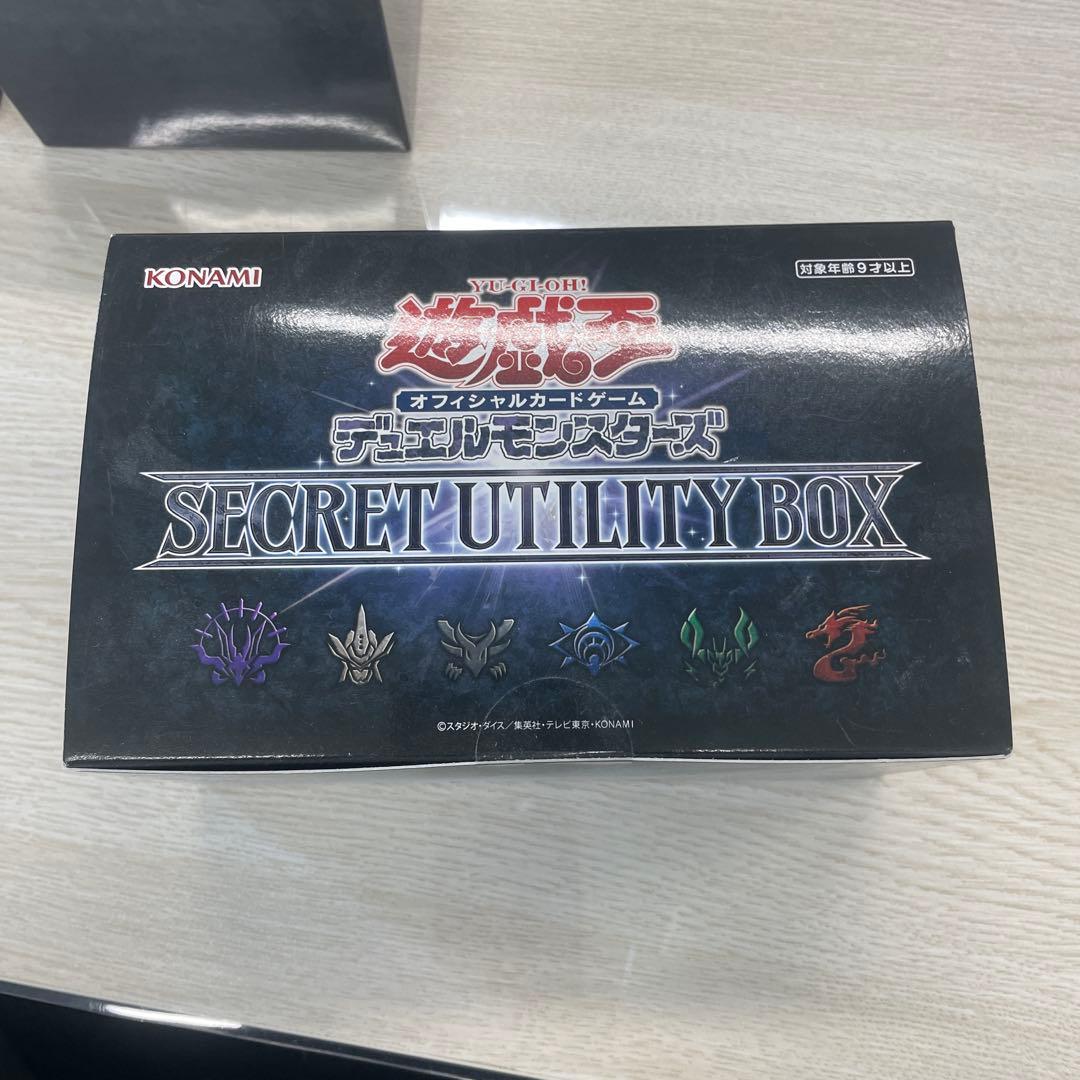 KONAMI
対象年齢9才以上
YU-GI-OH!
遊戯王
オフィシャルカードゲーム
デュエルモンスターズ
SECRET UTILITY BOX
©スタジオ・ダイス／集英社・テレビ東京・KONAMI